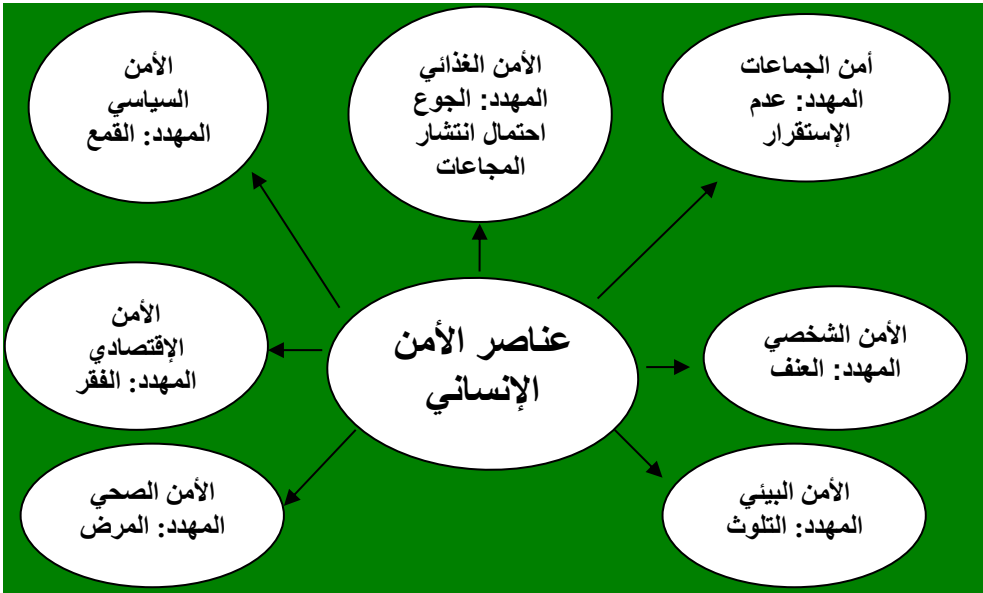 أمن الجماعات
المهدد: عدم
الإستقرار
الأمن الغذائي
المهدد: الجوع
احتمال انتشار
المجاعات
الأمن
السياسي
المهدد: القمع
عناصر الأمن
الإنساني
الأمن الشخصي
المهدد: العنف
الأمن
الإقتصادي
المهدد: الفقر
الأمن البيئي
المهدد: التلوث
الأمن الصحي
المهدد: المرض